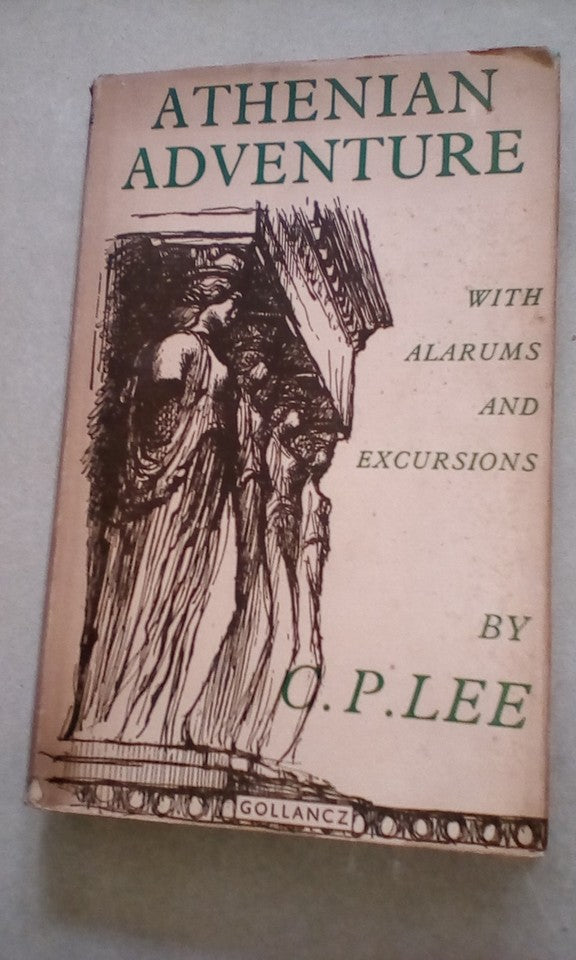 ATHENIAN
ADVENTURE
WITH
ALARUMS
AND
EXCURSIONS
BY
C.P.LEE
GOLLANCZ